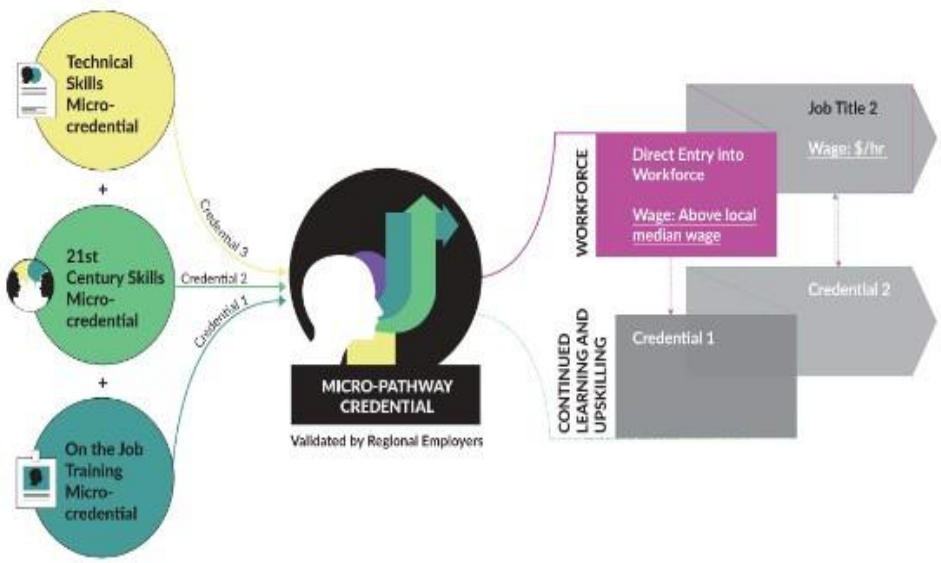 Technical
Skills
Micro-
credential
+
21st
Century Skills
Micro-
credential
+
On the Job
Training
Micro-
credential
Credential 3
Credential 2
Credential 1
MICRO-PATHWAY
CREDENTIAL
Validated by Regional Employers
WORKFORCE
Direct Entry into
Workforce
Wage: Above local
median wage
Job Title 2
Wage: $/hr
CONTINUED
LEARNING AND
UPSKILLING
Credential 1
Credential 2